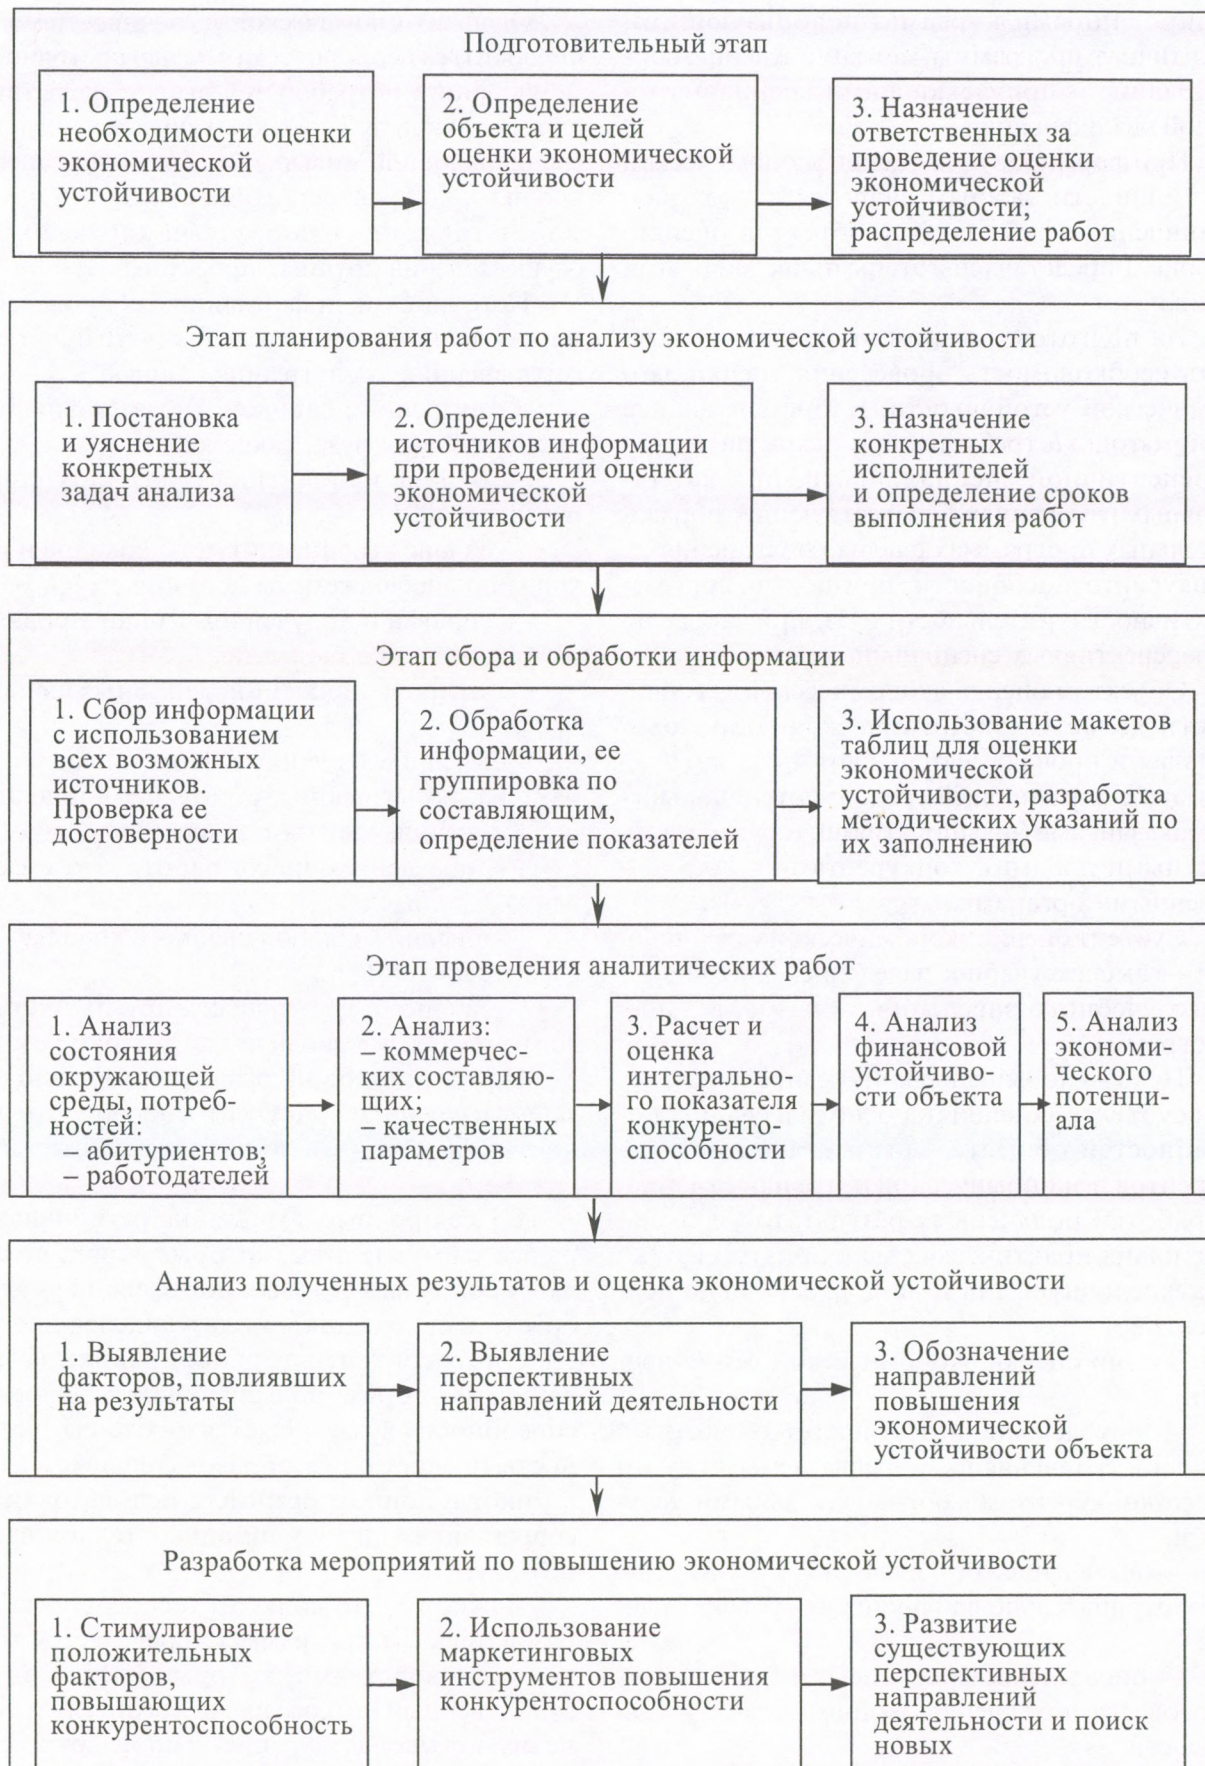 Подготовительный этап
1. Определение
необходимости оценки
экономической
устойчивости
2. Определение
объекта и целей
оценки экономической
устойчивости
3. Назначение
ответственных за
проведение оценки
экономической
устойчивости;
распределение работ
Этап планирования работ по анализу экономической устойчивости
1. Постановка
и уяснение
конкретных
задач анализа
2. Определение
источников информации
при проведении оценки
экономической
устойчивости
3. Назначение
конкретных
исполнителей
и определение сроков
выполнения работ
Этап сбора и обработки информации
1. Сбор информации
с использованием
всех возможных
источников.
Проверка ее
достоверности
2. Обработка
информации, ее
группировка по
составляющим,
определение показателей
3. Использование макетов
таблиц для оценки
экономической
устойчивости, разработка
методических указаний по
их заполнению
Этап проведения аналитических работ
1. Анализ
состояния
окружающей
среды, потреб-
ностей:
– абитуриентов;
– работодателей
2. Анализ:
– коммерчес-
ких составляю-
щих;
– качественных
параметров
3. Расчет и
оценка
интегрально-
го показателя
конкуренто-
способности
4. Анализ
финансовой
устойчиво-
сти объекта
5. Анализ
экономи-
ческого
потенци-
ала
Анализ полученных результатов и оценка экономической устойчивости
1. Выявление
факторов, повлиявших
на результаты
2. Выявление
перспективных
направлений деятельности
3. Обозначение
направлений
повышения
экономической
устойчивости объекта
Разработка мероприятий по повышению экономической устойчивости
1. Стимулирование
положительных
факторов,
повышающих
конкурентоспособность
2. Использование
маркетинговых
инструментов повышения
конкурентоспособности
3. Развитие
существующих
перспективных
направлений
деятельности и поиск
новых